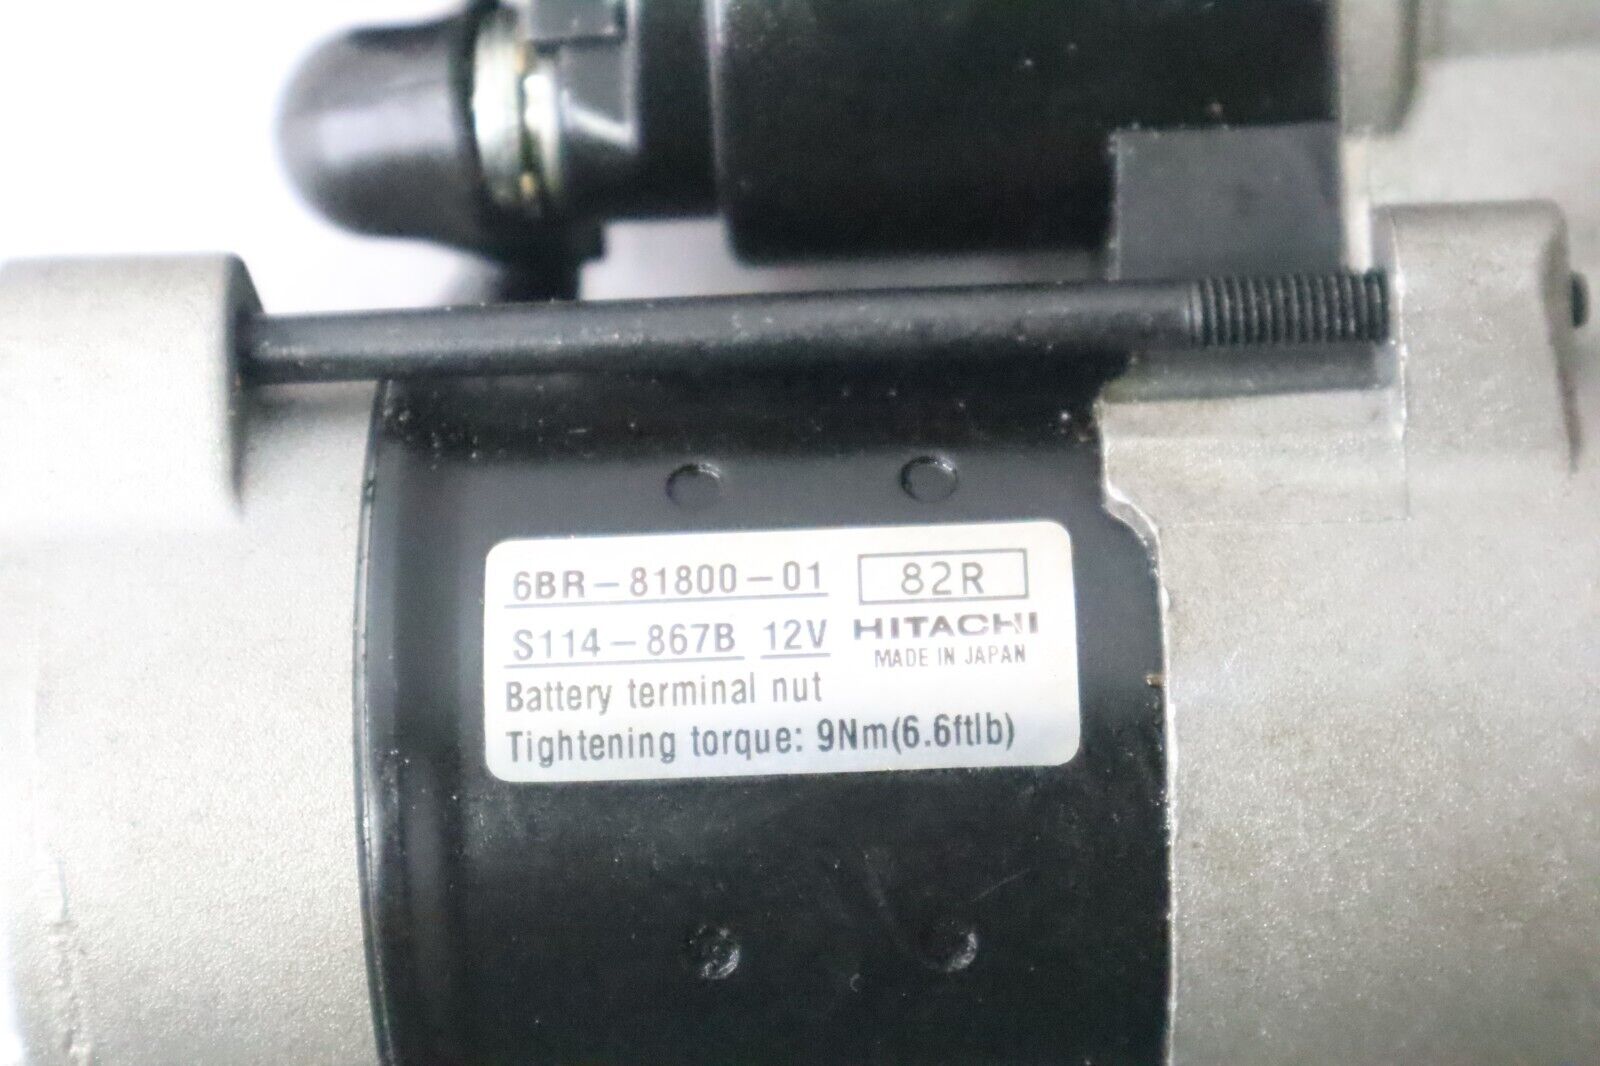 6BR-81800-01 82R
S114-867B 12V HITACHI
MADE IN JAPAN
Battery terminal nut
Tightening torque: 9Nm(6.6ftlb)